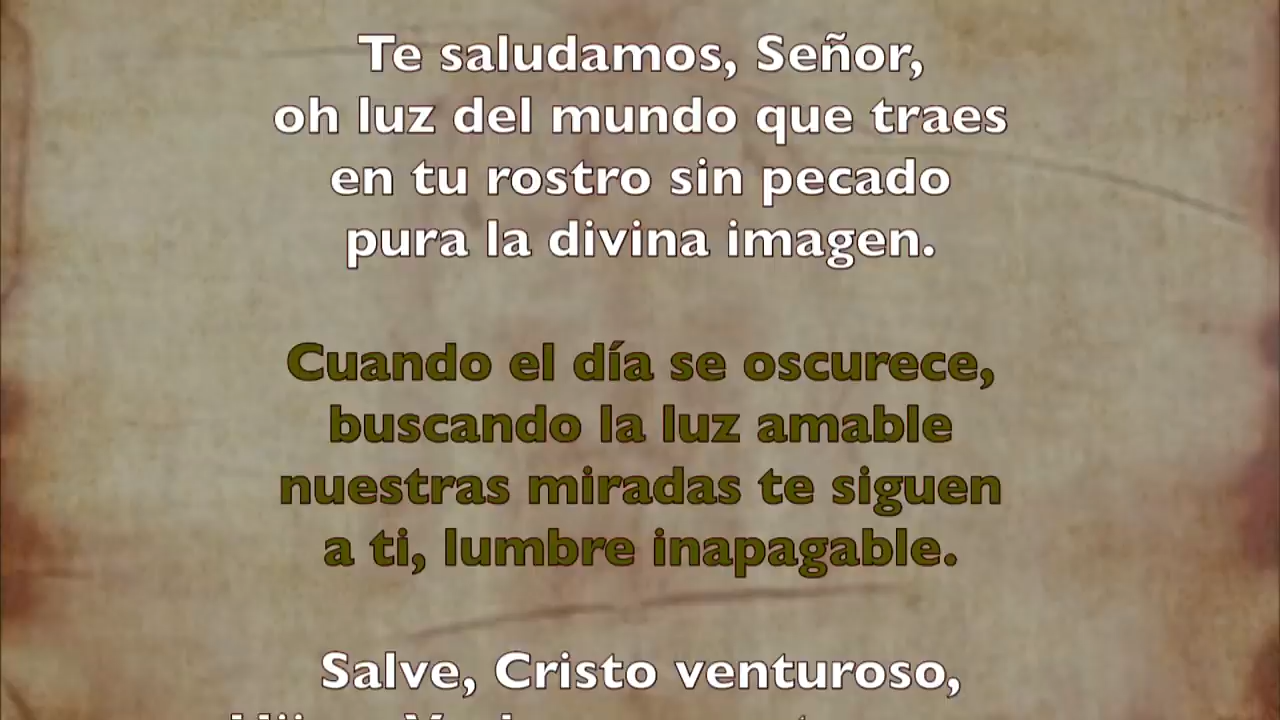 Te saludamos, Señor,
oh luz del mundo que traes
en tu rostro sin pecado
pura la divina imagen.
Cuando el día se oscurece,
buscando la luz amable
nuestras miradas te siguen
a ti, lumbre inapagable.
Salve, Cristo venturoso,